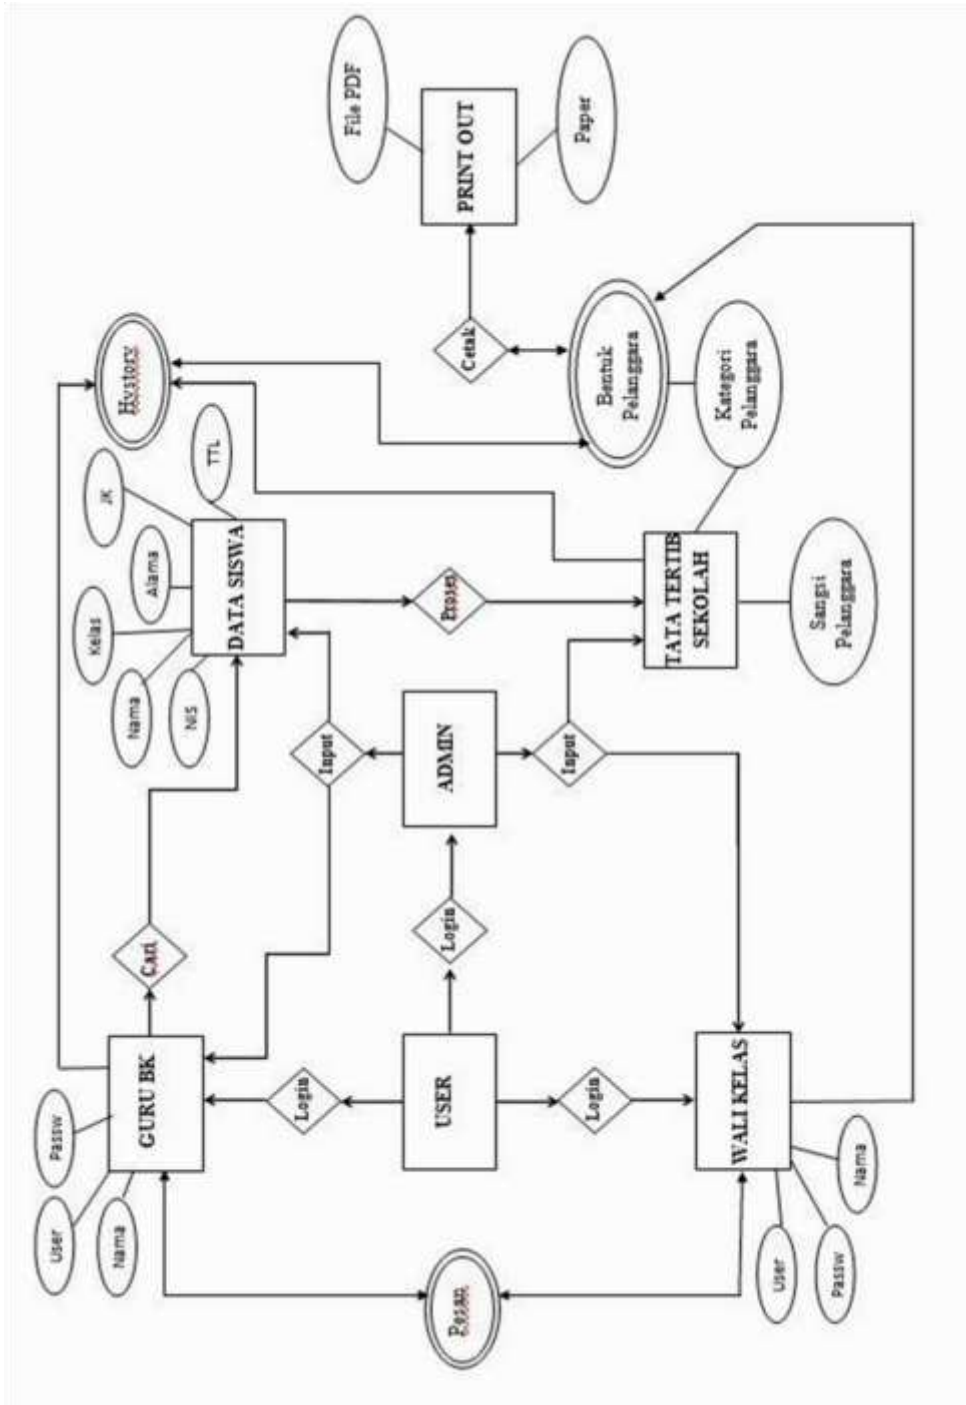 User
Passw
Nama
GURU BK
Cari
Kelas
JK
Nama
Alama
NIS
TTL
DATA SISWA
Hystory
File PDF
PRINT OUT
Paper
Login
Input
Proses
Cetak
Pesan
USER
Login
ADMIN
Login
Input
TATA TERTIB
SEKOLAH
Bentuk
Pelanggara
Kategori
Pelanggara
Sangsi
Pelanggara
WALI KELAS
User
Passw
Nama